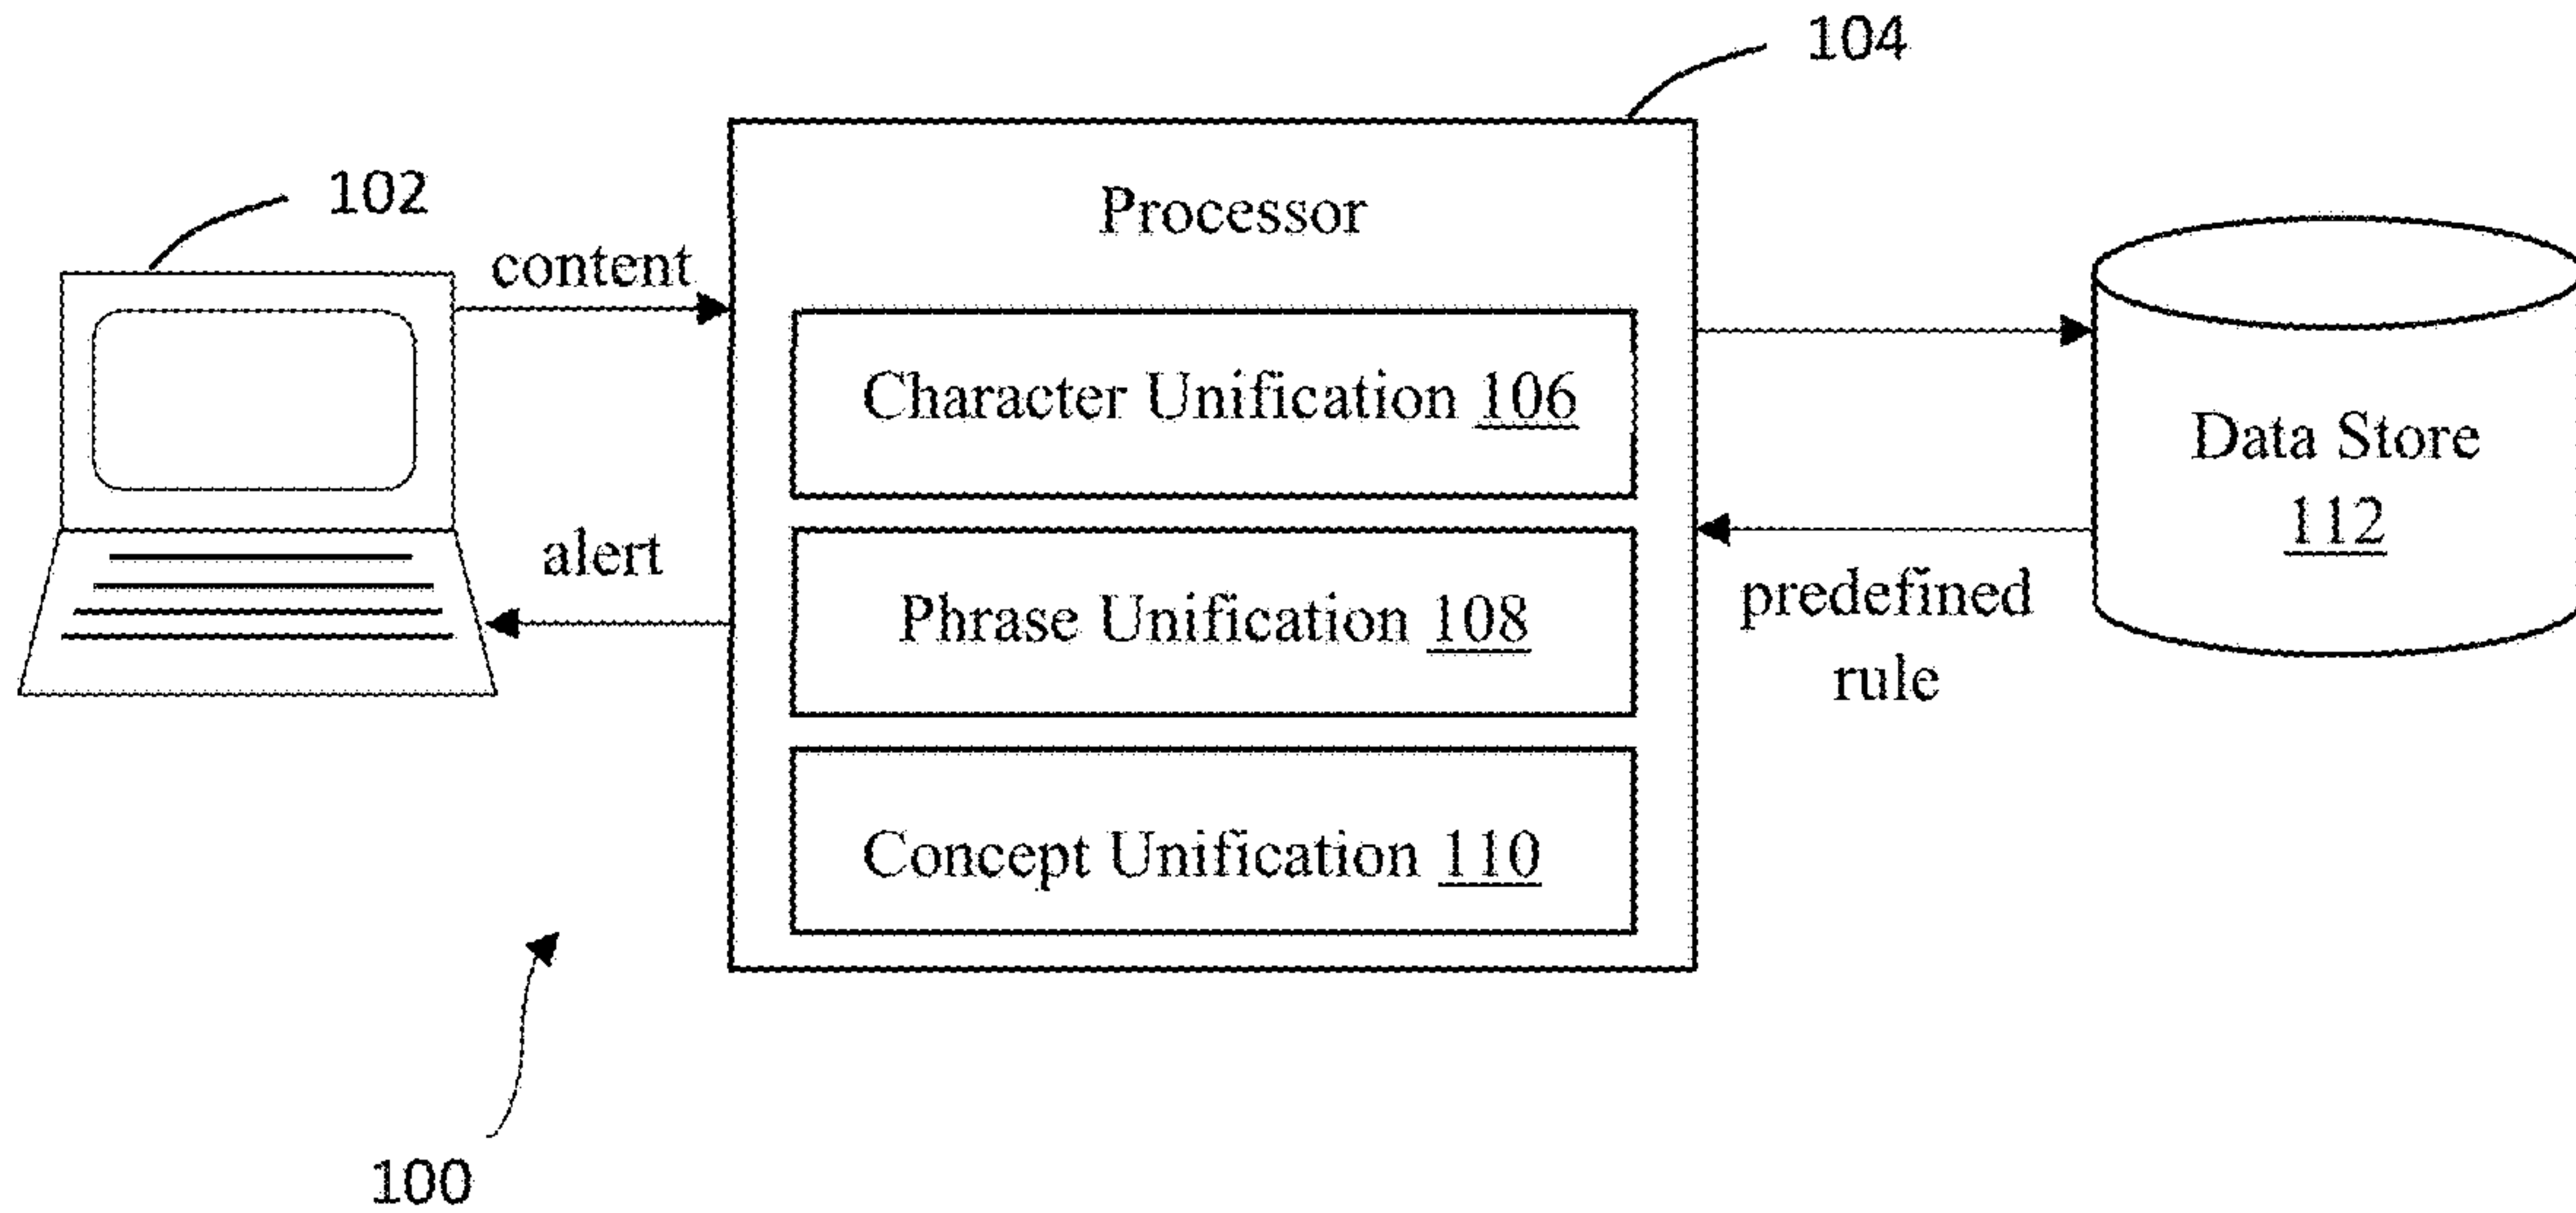 104
102
Processor
content
Character Unification 106
Data Store
112
alert
Phrase Unification 108
predefined
rule
Concept Unification 110
100